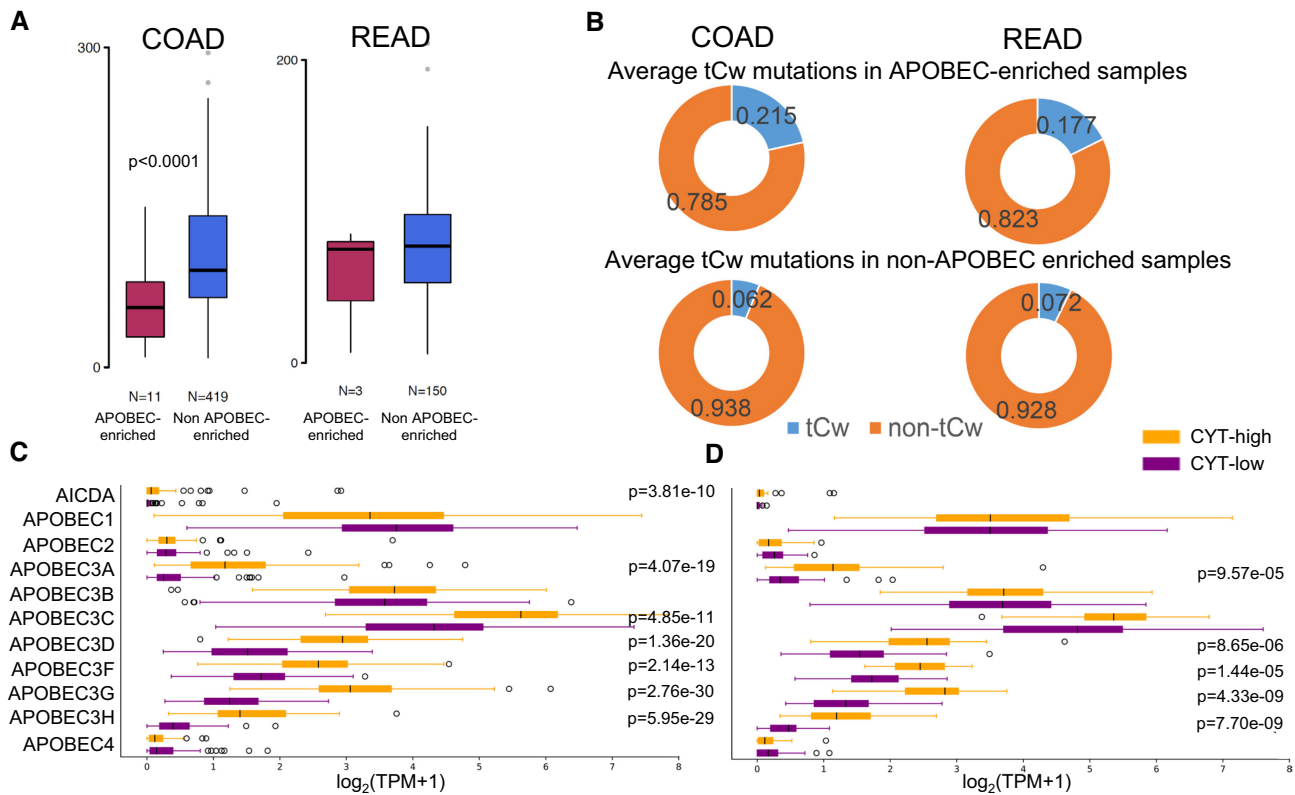 A
COAD
READ
300
0
p<0.0001
N=11
N=419
APOBEC-
enriched
Non APOBEC-
enriched
200
0
N=3
N=150
APOBEC-
enriched
Non APOBEC-
enriched
B
COAD
READ
Average tCw mutations in APOBEC-enriched samples
0.215
0.785
0.177
0.823
Average tCw mutations in non-APOBEC enriched samples
0.062
0.938
0.072
0.928
tCw
non-tCw
CYT-high
CYT-low
C
AICDA
APOBEC1
APOBEC2
APOBEC3A
APOBEC3B
APOBEC3C
APOBEC3D
APOBEC3F
APOBEC3G
APOBEC3H
APOBEC4
p=3.81e-10
p=4.07e-19
p=4.85e-11
p=1.36e-20
p=2.14e-13
p=2.76e-30
p=5.95e-29
0 1 2 3 4 5 6 7 8
log2(TPM+1)
D
p=9.57e-05
p=8.65e-06
p=1.44e-05
p=4.33e-09
p=7.70e-09
0 1 2 3 4 5 6 7 8
log2(TPM+1)